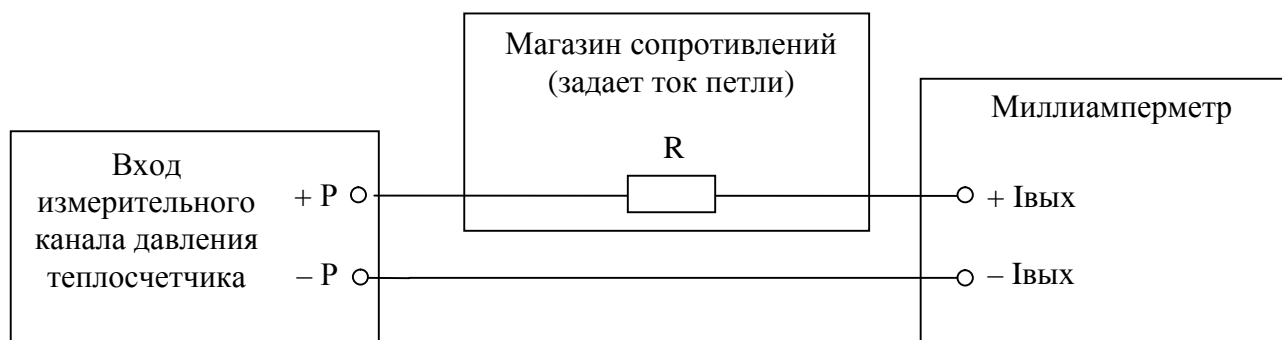 Магазин сопротивлений
(задает ток петли)
Миллиамперметр
Вход
измерительного
канала давления
теплосчетчика
+ P
– P
R
+ Iвых
– Iвых